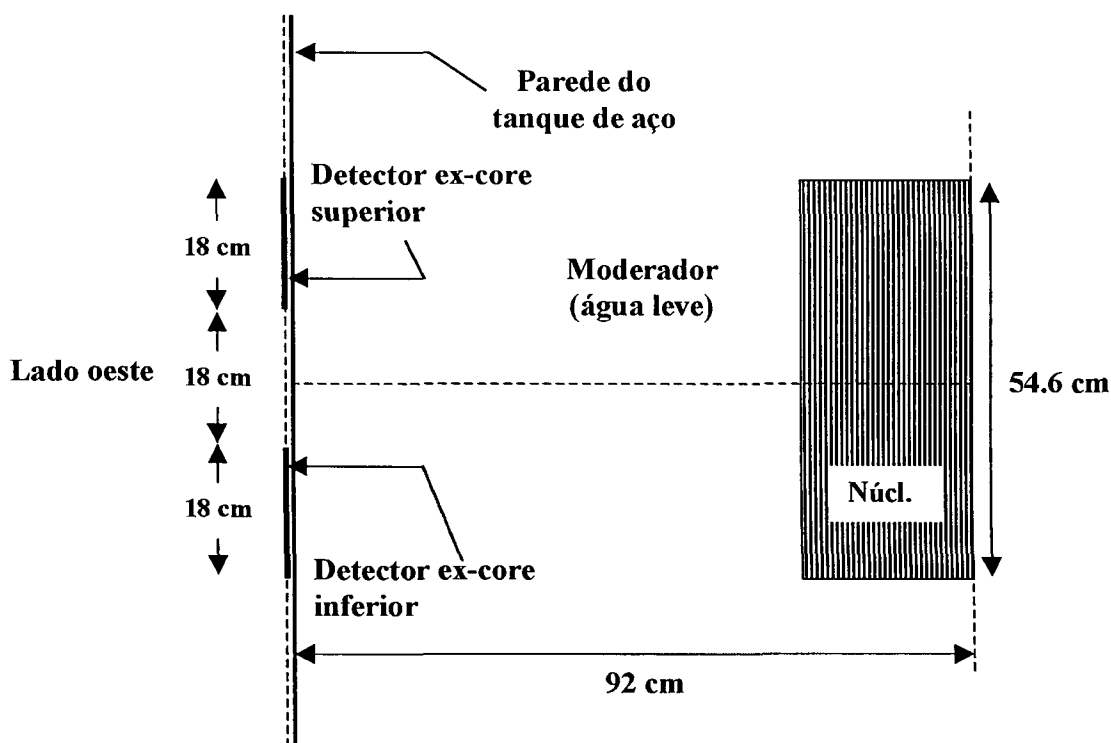 Parede do
tanque de aço
Detector ex-core
superior
18 cm
Moderador
(água leve)
Lado oeste
18 cm
54.6 cm
18 cm
Núcl.
Detector ex-core
inferior
92 cm